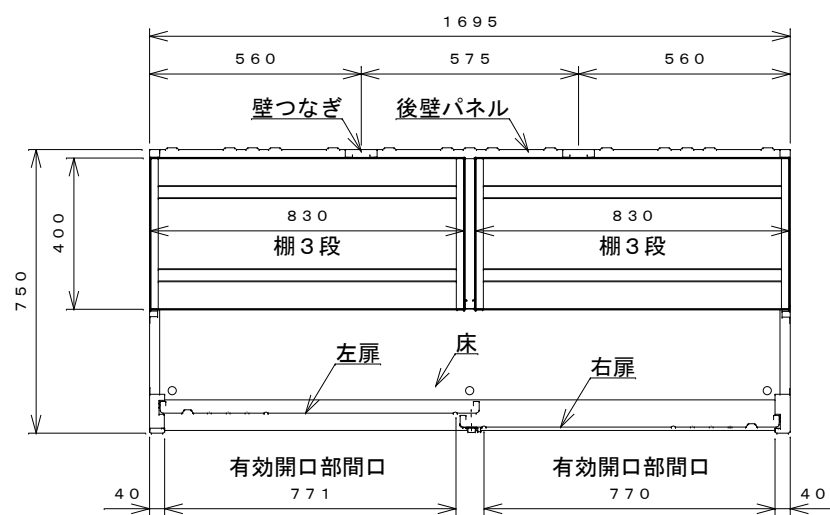 １６９５
５６０ ５７５ ５６０
壁つなぎ 後壁パネル
８３０ ８３０
棚３段 棚３段
４００
７５０
左扉 床 右扉
有効開口部間口 有効開口部間口
４０ ７７１ ７７０ ４０